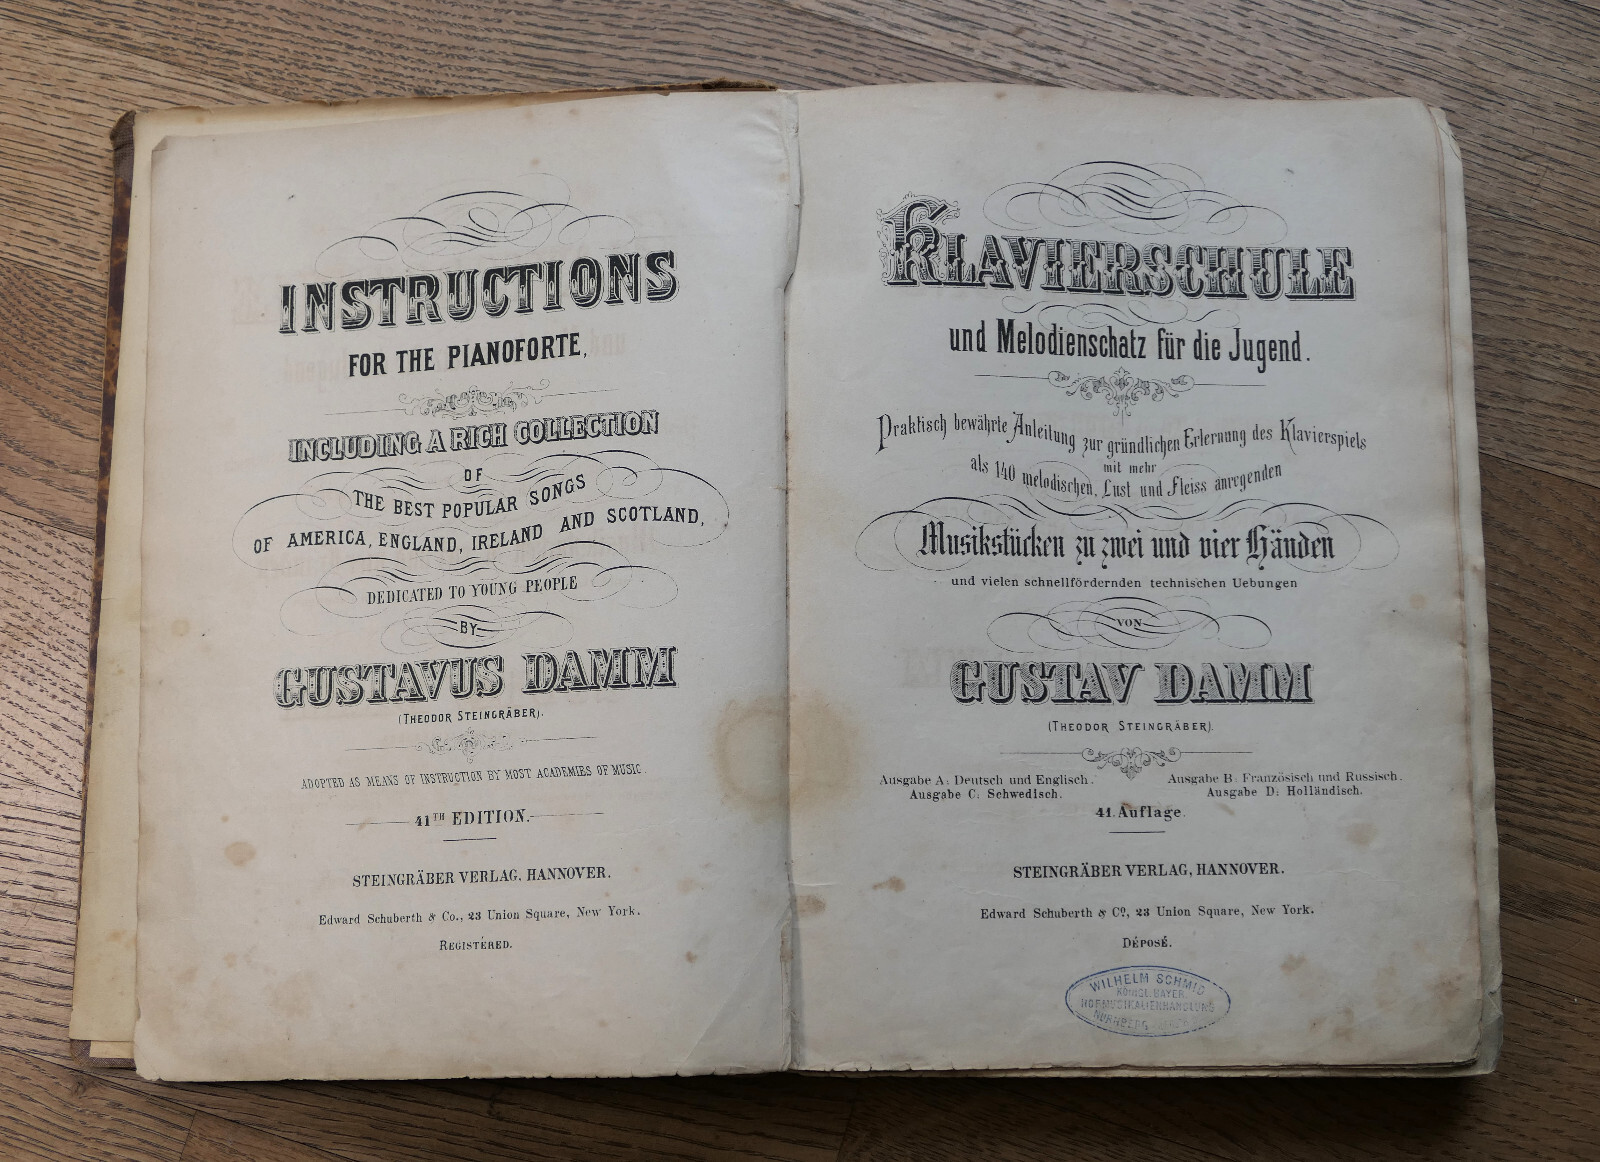 INSTRUCTIONS
FOR THE PIANOFORTE,
INCLUDING A RICH COLLECTION
OF
THE BEST POPULAR SONGS
OF AMERICA, ENGLAND, IRELAND AND SCOTLAND,
DEDICATED TO YOUNG PEOPLE
BY
GUSTAVUS DAMM
(THEODOR STEINGRÄBER).
ADOPTED AS MEANS OF INSTRUCTION BY MOST ACADEMIES OF MUSIC.
41TH EDITION.
STEINGRÄBER VERLAG, HANNOVER.
Edward Schuberth & Co., 23 Union Square, New York.
REGISTÉRED.
KLAVIERSCHULE
und Melodienschatz für die Jugend.
Praktisch bewährte Anleitung zur gründlichen Erlernung des Klavierspiels
mit mehr
als 140 melodischen, Lust und Fleiss anregenden
Musikstücken zu zwei und vier Händen
und vielen schnellfördernden technischen Uebungen
VON
GUSTAV DAMM
(THEODOR STEINGRÄBER).
Ausgabe A: Deutsch und Englisch. Ausgabe B: Französisch und Russisch.
Ausgabe C: Schwedisch. Ausgabe D: Holländisch.
41. Auflage.
STEINGRÄBER VERLAG, HANNOVER.
Edward Schuberth & Co, 23 Union Square, New York.
DÉPOSÉ.
WILHELM SCHMID
KÖNIGL. BAYER.
HOFMUSIKALIENHANDLUNG
NÜRNBERG